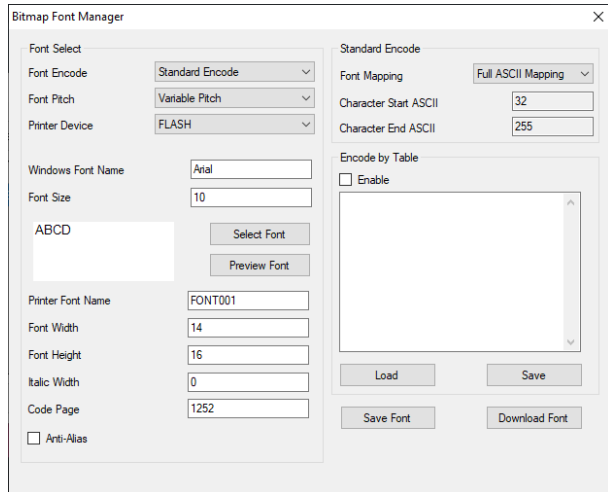 Bitmap Font Manager
Font Select
Font Encode
Standard Encode
Font Pitch
Variable Pitch
Printer Device
FLASH
Windows Font Name
Arial
Font Size
10
ABCD
Select Font
Preview Font
Printer Font Name
FONT001
Font Width
14
Font Height
16
Italic Width
0
Code Page
1252
Anti-Alias
Standard Encode
Font Mapping
Full ASCII Mapping
Character Start ASCII
32
Character End ASCII
255
Encode by Table
Enable
Load
Save
Save Font
Download Font